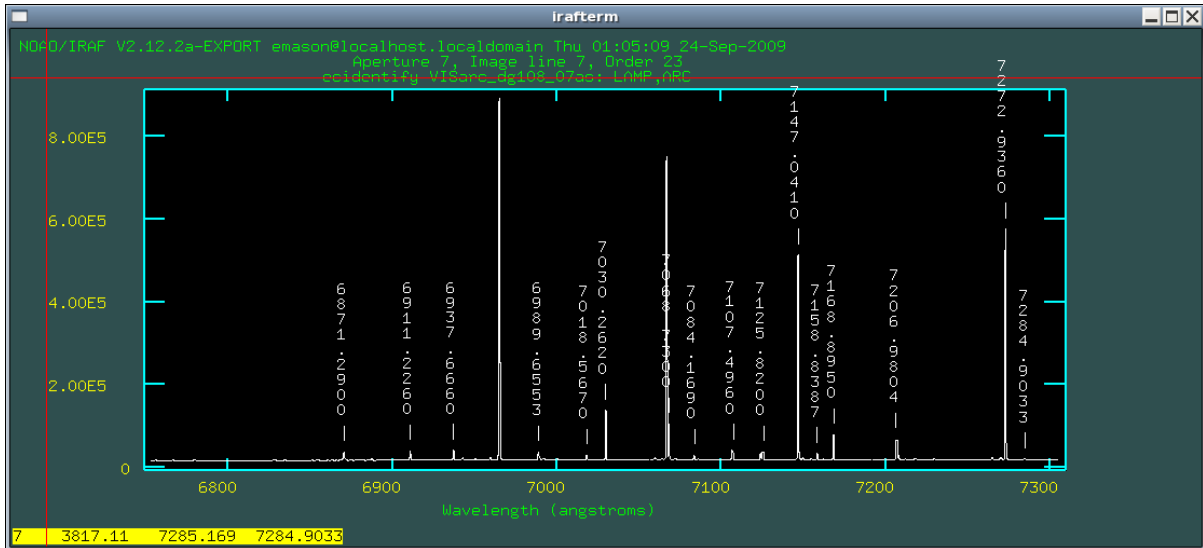 irafterm
NOAO/IRAF V2.12.2a-EXPORT emason@localhost.localdomain Thu 01:05:09 24-Sep-2009
Aperture 7, Image line 7, Order 23
ecidentify VISarc_dg108_07ac: LAMP,ARC
8.00E5
6.00E5
4.00E5
2.00E5
0
6871.2900
6911.2260
6937.6660
6989.6553
7018.5670
7030.2620
7068.7300
7084.1690
7107.4960
7125.8200
7147.0410
7158.8387
7168.8950
7206.9804
7272.9360
7284.9033
6800 6900 7000 7100 7200 7300
Wavelength (angstroms)
7 3817.11 7285.169 7284.9033